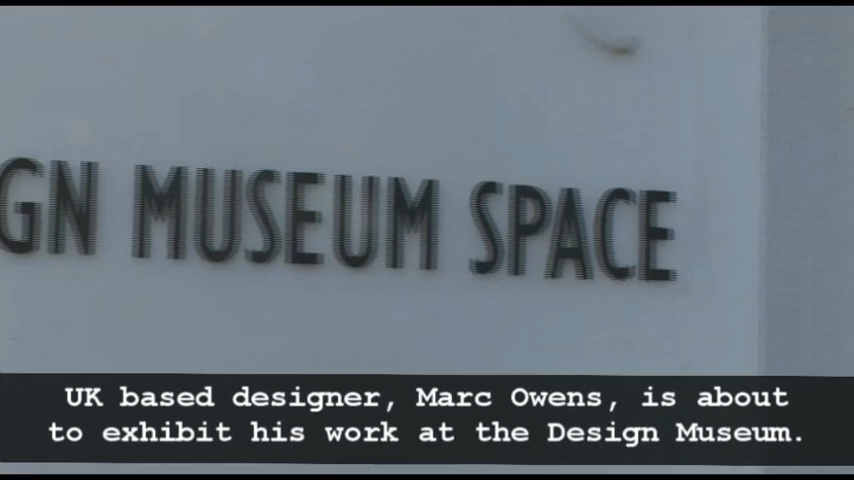 GN MUSEUM SPACE
UK based designer, Marc Owens, is about
to exhibit his work at the Design Museum.